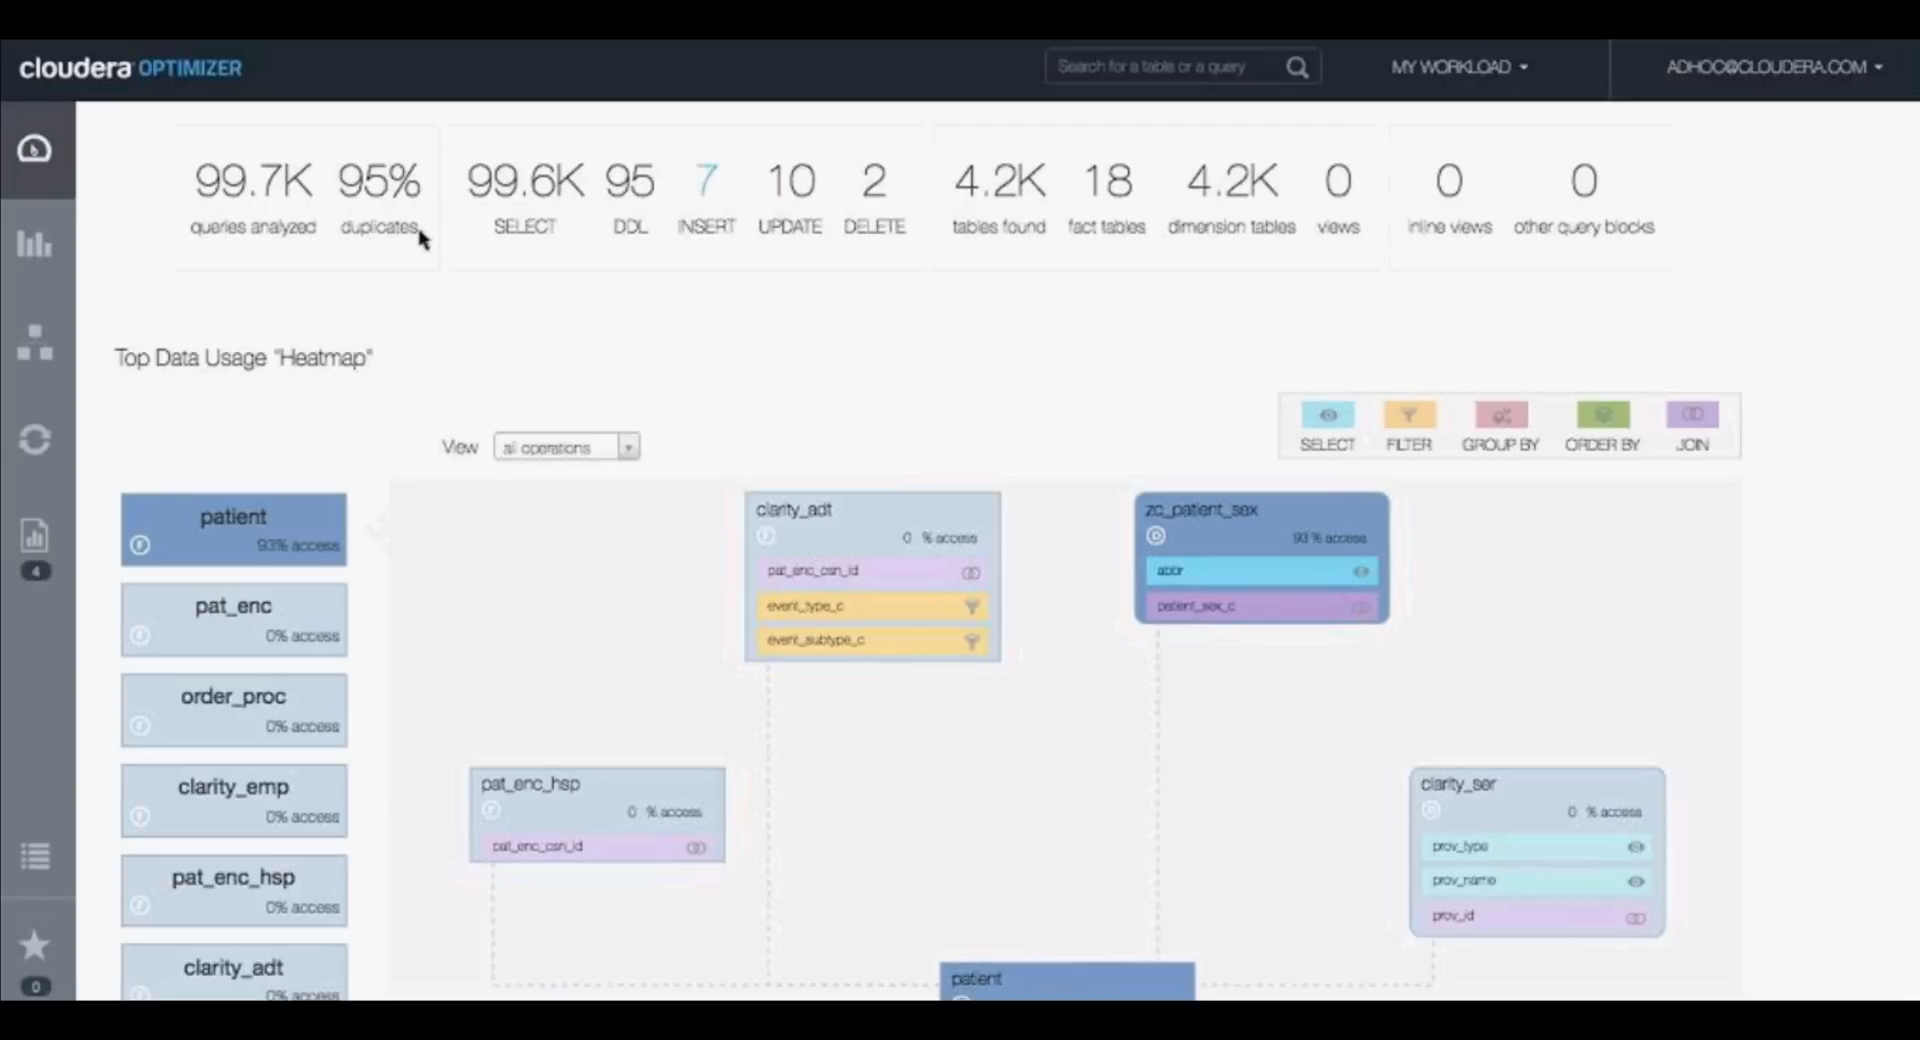 cloudera OPTIMIZER
Search for a table or a query
MY WORKLOAD
ADHOC@CLOUDERA.COM
99.7K 95% 99.6K 95 7 10 2 4.2K 18 4.2K 0 0 0
queries analyzed duplicates SELECT DDL INSERT UPDATE DELETE tables found fact tables dimension tables views inline views other query blocks
Top Data Usage "Heatmap"
View all operations
SELECT FILTER GROUP BY ORDER BY JOIN
patient
93% access
pat_enc
0% access
order_proc
0% access
clarity_emp
0% access
pat_enc_hsp
0% access
clarity_adt
0% access
clarity_adt
0 % access
pat_enc_csn_id
event_type_c
event_subtype_c
zc_patient_sex
93 % access
abbr
patient_sex_c
pat_enc_hsp
0 % access
pat_enc_csn_id
clarity_ser
0 % access
prov_type
prov_name
prov_id
patient
4
0